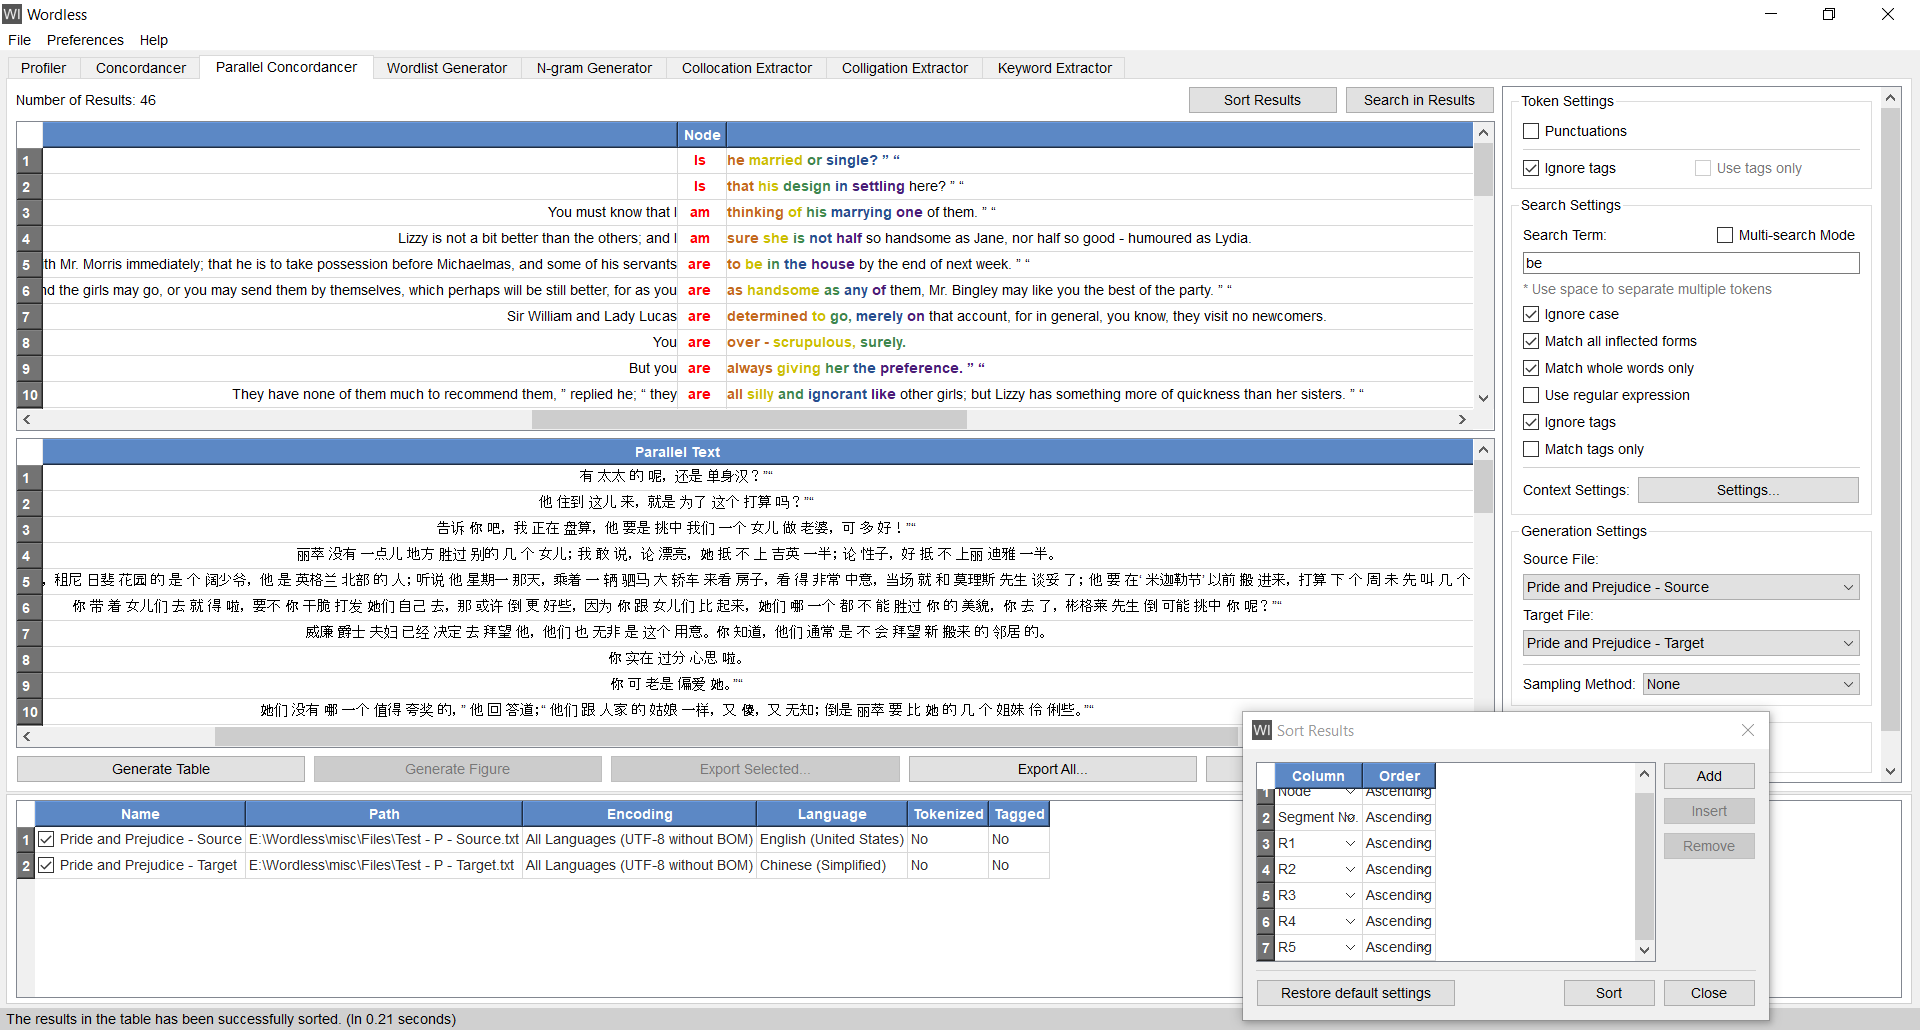 Wordless
File Preferences Help
Profiler Concordancer Parallel Concordancer Wordlist Generator N-gram Generator Collocation Extractor Colligation Extractor Keyword Extractor
Number of Results: 46 Sort Results Search in Results
Node
1 Is he married or single? ” “
2 Is that his design in settling here? ” “
3 You must know that I am thinking of his marrying one of them. ” “
4 Lizzy is not a bit better than the others; and I am sure she is not half so handsome as Jane, nor half so good - humoured as Lydia.
5 th Mr. Morris immediately; that he is to take possession before Michaelmas, and some of his servants are to be in the house by the end of next week. ” “
6 nd the girls may go, or you may send them by themselves, which perhaps will be still better, for as you are as handsome as any of them, Mr. Bingley may like you the best of the party. ” “
7 Sir William and Lady Lucas are determined to go, merely on that account, for in general, you know, they visit no newcomers.
8 You are over - scrupulous, surely.
9 But you are always giving her the preference. ” “
10 They have none of them much to recommend them, ” replied he; “ they are all silly and ignorant like other girls; but Lizzy has something more of quickness than her sisters. ” “
Parallel Text
1 有 太太 的 呢，还是 单身汉？”“
2 他 住到 这儿 来，就是 为了 这个 打算 吗？”“
3 告诉 你 吧，我 正在 盘算，他 要是 挑中 我们 一个 女儿 做 老婆，可 多 好！”“
4 丽萃 没有 一点儿 地方 胜过 别的 几 个 女儿；我 敢 说，论 漂亮，她 抵 不 上 吉英 一半；论 性子，好 抵 不 上丽 迪雅 一半。
5 ，租尼 日斐 花园 的 是 个 阔少爷，他 是 英格兰 北部 的 人；听说 他 星期一 那天，乘着 一 辆 驷马 大 轿车 来看 房子，看 得 非常 中意，当场 就 和 莫理斯 先生 谈妥 了；他 要 在‘ 米迦勒节’ 以前 搬 进来，打算 下 个 周 未 先 叫 几 个
6 你 带 着 女儿们 去 就 得 啦，要不 你 干脆 打发 她们 自己 去，那 或许 倒 更 好些，因为 你 跟 女儿们 比 起来，她们 哪 一个 都 不 能 胜过 你 的 美貌，你 去 了，彬格莱 先生 倒 可能 挑中 你 呢？”“
7 威廉 爵士 夫妇 已经 决定 去 拜望 他，他们 也 无非 是 这个 用意。你 知道，他们 通常 是 不 会 拜望 新 搬来 的 邻居 的。
8 你 实在 过分 心思 啦。
9 你 可 老是 偏爱 她。”“
10 她们 没有 哪 一个 值得 夸奖 的，” 他 回 答道；“ 他们 跟 人家 的 姑娘 一样，又 傻，又 无知；倒是 丽萃 要 比 她 的 几 个 姐妹 伶 俐些。”“
Generate Table Generate Figure Export Selected... Export All...
Name Path Encoding Language Tokenized Tagged
1 Pride and Prejudice - Source E:\Wordless\misc\Files\Test - P - Source.txt All Languages (UTF-8 without BOM) English (United States) No No
2 Pride and Prejudice - Target E:\Wordless\misc\Files\Test - P - Target.txt All Languages (UTF-8 without BOM) Chinese (Simplified) No No
Token Settings
Punctuations
Ignore tags Use tags only
Search Settings
Search Term: Multi-search Mode
be
* Use space to separate multiple tokens
Ignore case
Match all inflected forms
Match whole words only
Use regular expression
Ignore tags
Match tags only
Context Settings: Settings...
Generation Settings
Source File:
Pride and Prejudice - Source
Target File:
Pride and Prejudice - Target
Sampling Method: None
Sort Results
Column Order
1 Node Ascending
2 Segment No. Ascending
3 R1 Ascending
4 R2 Ascending
5 R3 Ascending
6 R4 Ascending
7 R5 Ascending
Add
Insert
Remove
Restore default settings Sort Close
The results in the table has been successfully sorted. (In 0.21 seconds)